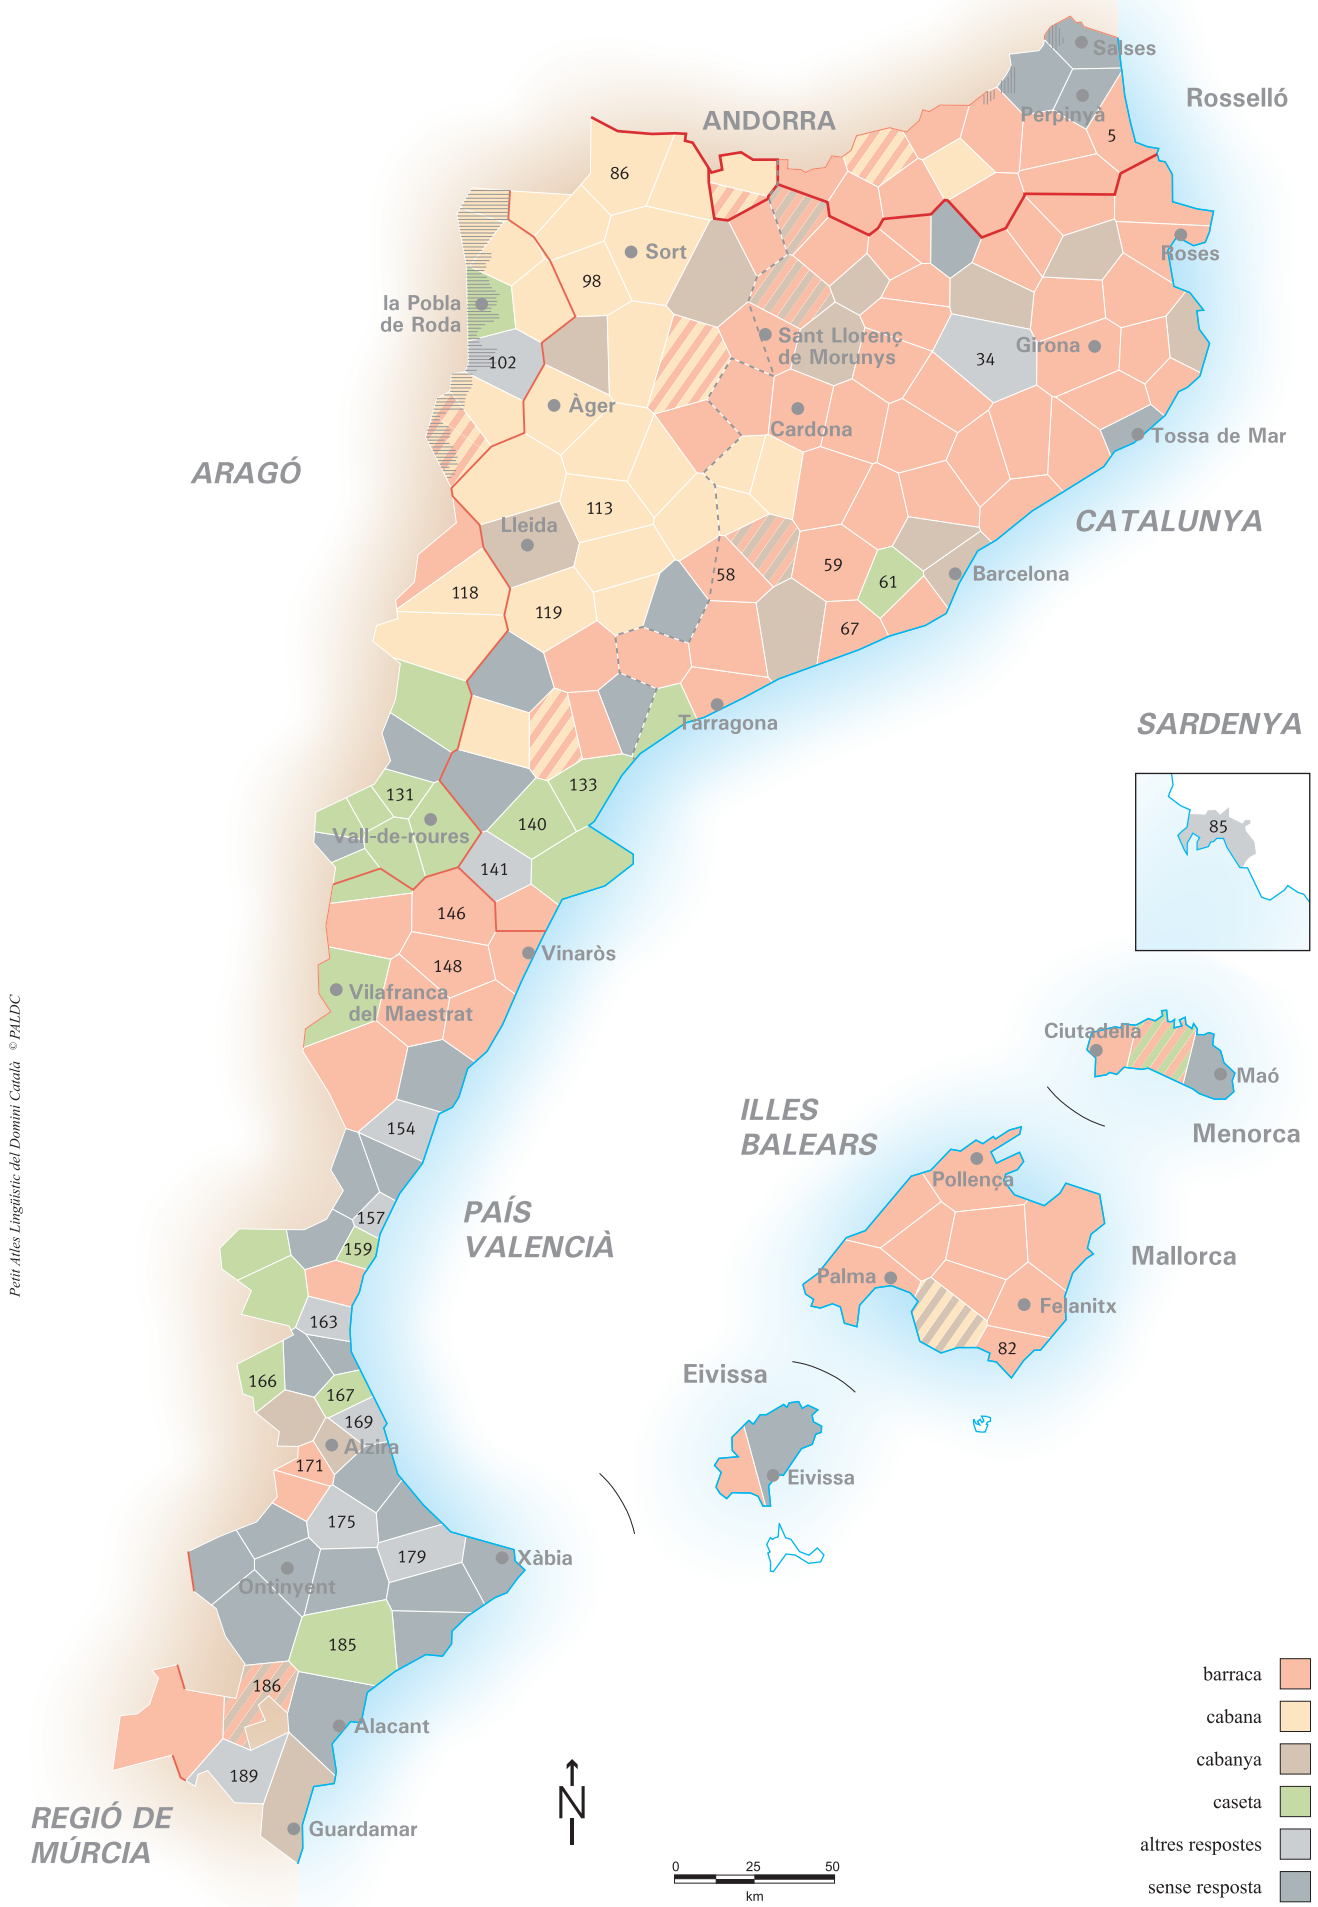 Salses
Rosselló
ANDORRA
Perpinyà
5
86
Sort
Roses
98
la Pobla
de Roda
Sant Llorenç
de Morunys
34
Girona
102
Àger
Cardona
Tossa de Mar
ARAGÓ
113
CATALUNYA
Lleida
58
59
61
Barcelona
118
119
67
Tarragona
SARDENYA
133
131
85
Vall-de-roures
140
141
146
Vinaròs
148
Vilafranca
del Maestrat
Petit Atles Lingüístic del Domini Català © PALDC
Ciutadella
Maó
Menorca
ILLES
BALEARS
154
Pollença
PAÍS
VALENCIÀ
157
159
Mallorca
Palma
Felanitx
163
82
166
167
Eivissa
169
Alzira
171
Eivissa
175
179
Xàbia
Ontinyent
185
186
Alacant
189
Guardamar
REGIÓ DE
MÚRCIA
N
0 25 50
km
barraca
cabana
cabanya
caseta
altres respostes
sense resposta